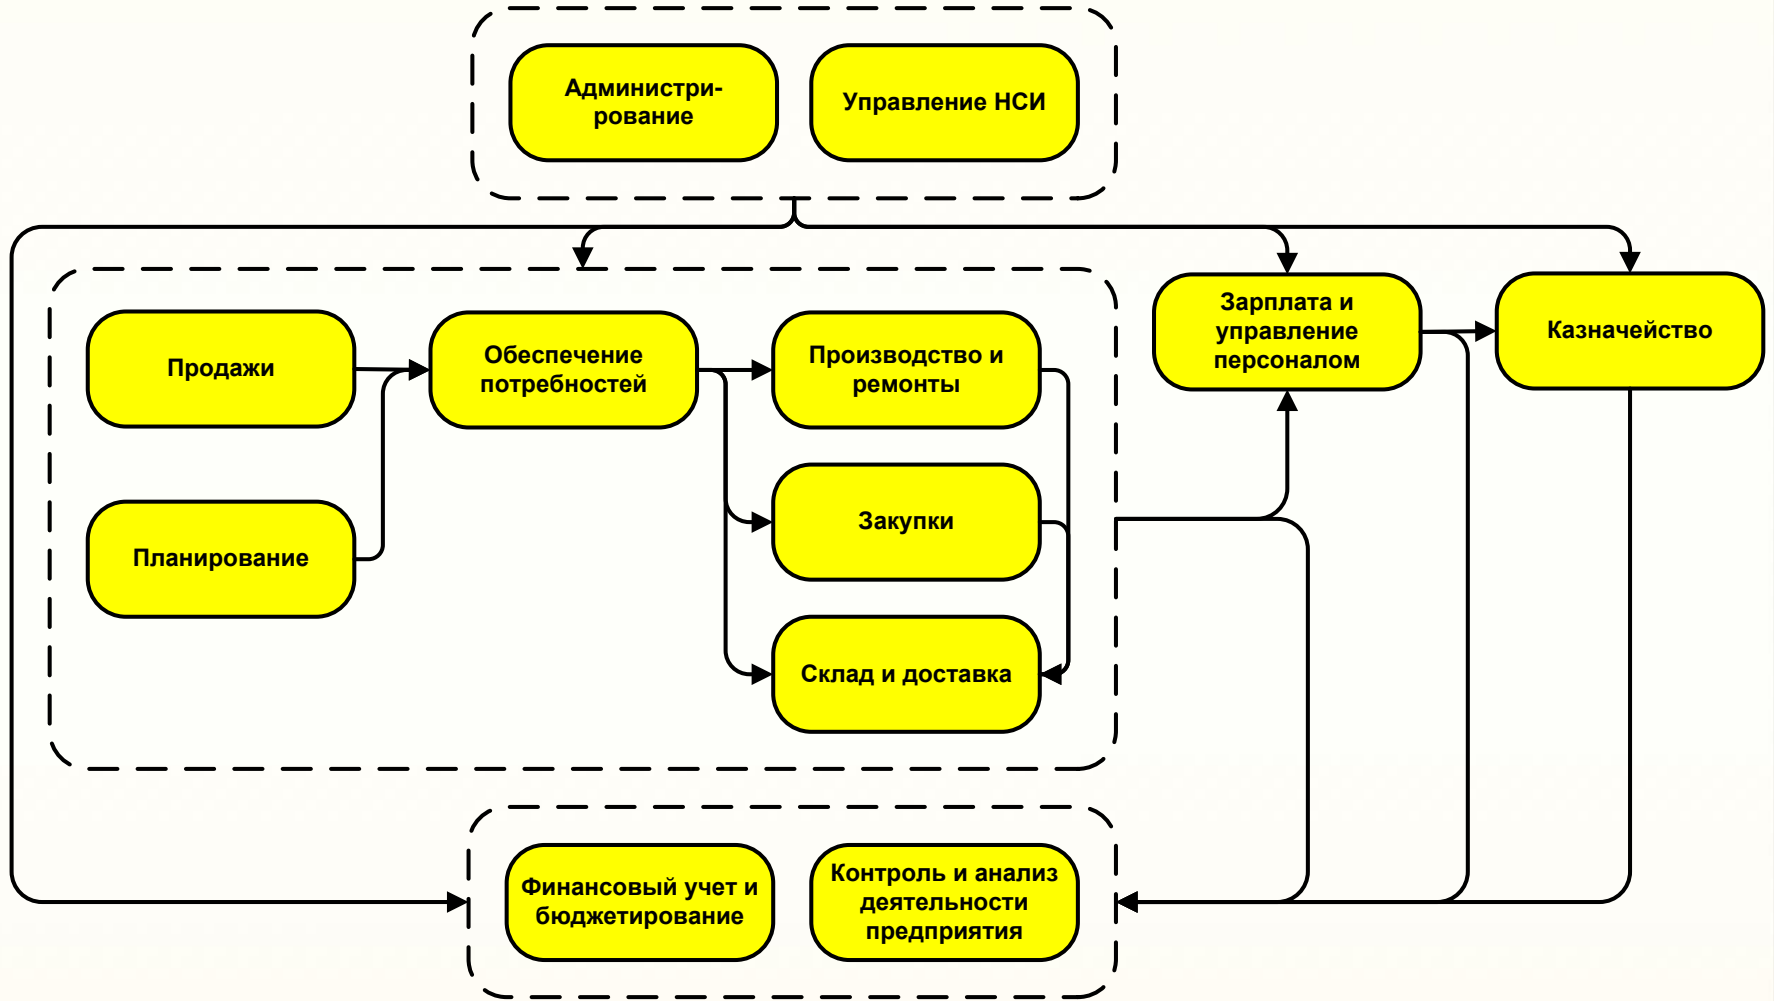 Администри-
рование
Управление НСИ
Продажи
Обеспечение
потребностей
Производство и
ремонты
Зарплата и
управление
персоналом
Казначейство
Планирование
Закупки
Склад и доставка
Финансовый учет и
бюджетирование
Контроль и анализ
деятельности
предприятия